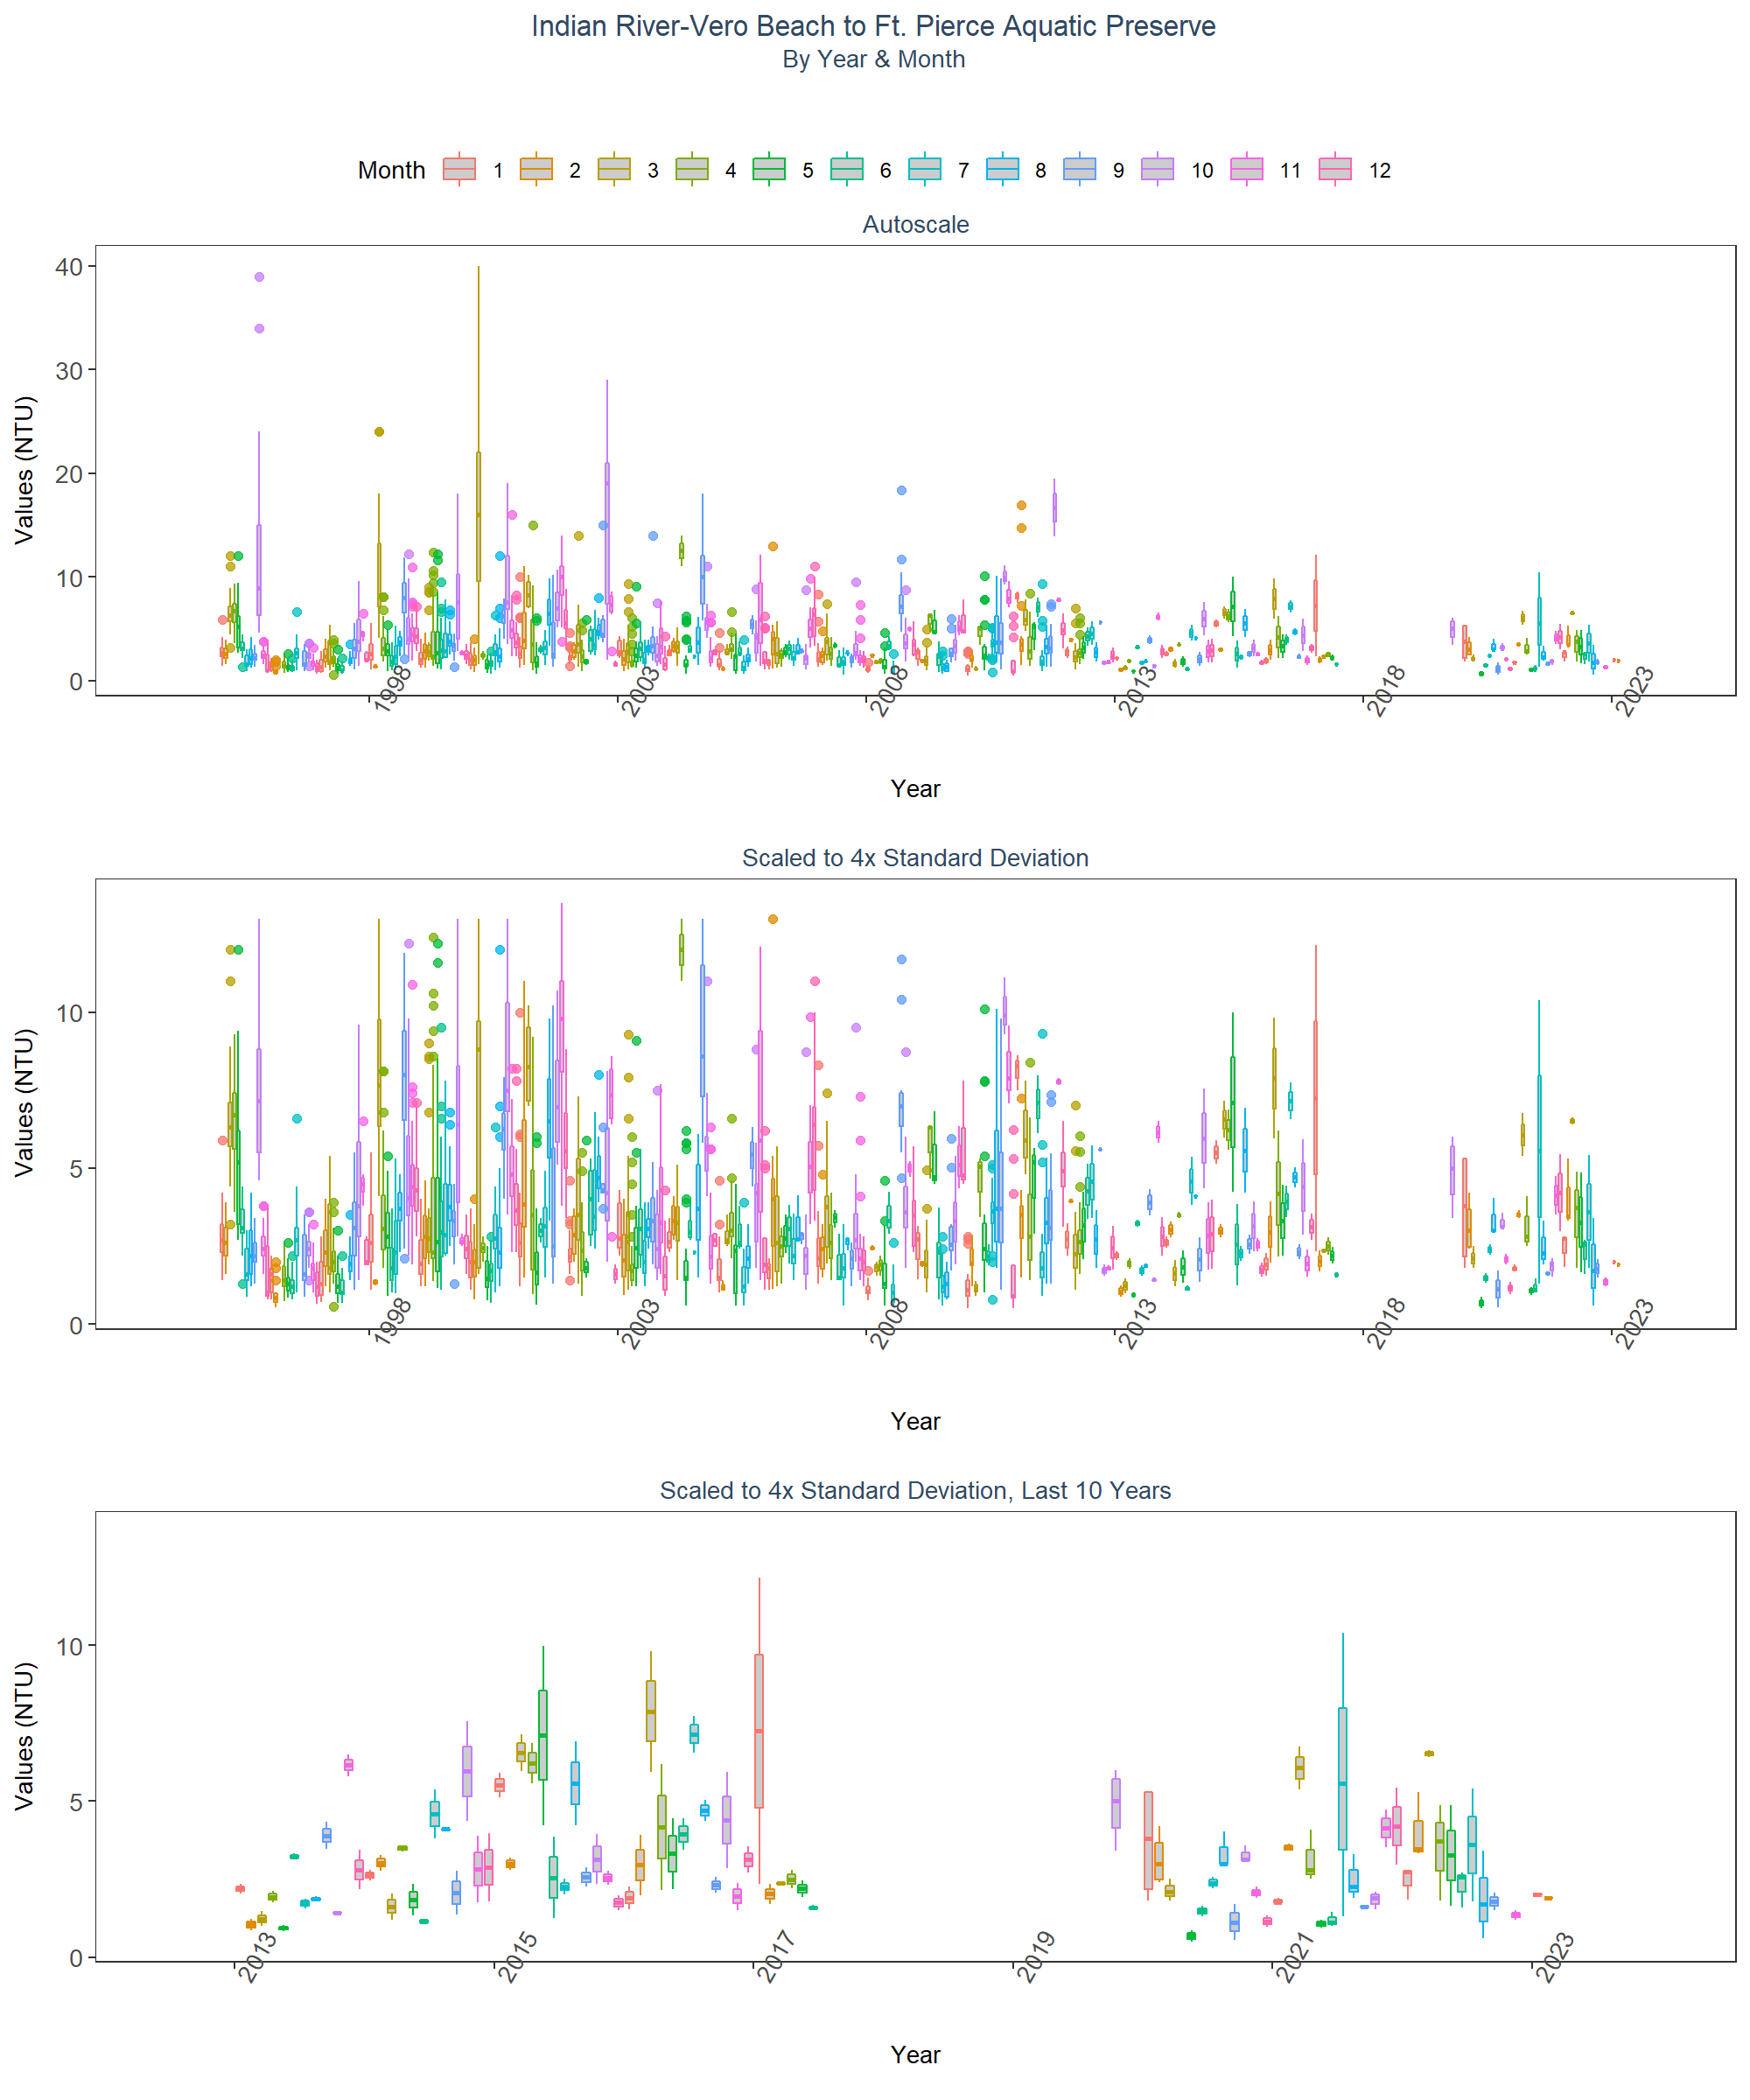 Indian River-Vero Beach to Ft. Pierce Aquatic Preserve
By Year & Month
Month 1 2 3 4 5 6 7 8 9 10 11 12
Autoscale
Values (NTU)
40
30
20
10
0
1998 2003 2008 2013 2018 2023
Year
Scaled to 4x Standard Deviation
Values (NTU)
10
5
0
1998 2003 2008 2013 2018 2023
Year
Scaled to 4x Standard Deviation, Last 10 Years
Values (NTU)
10
5
0
2013 2015 2017 2019 2021 2023
Year